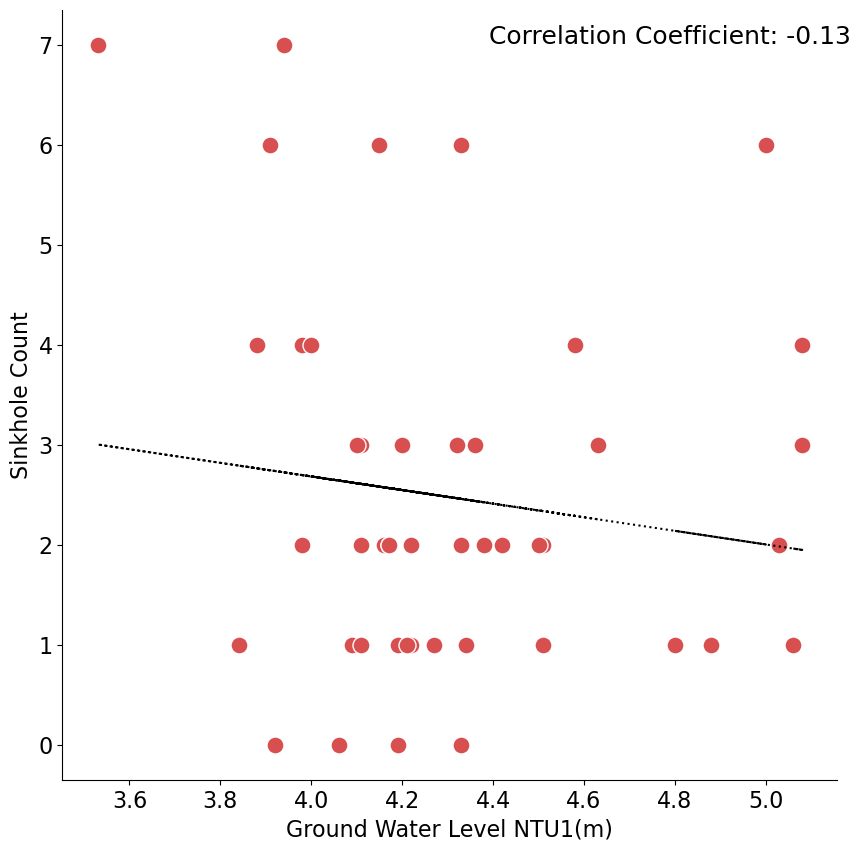 Correlation Coefficient: -0.13
7
6
5
4
3
2
1
0
Sinkhole Count
3.6 3.8 4.0 4.2 4.4 4.6 4.8 5.0
Ground Water Level NTU1(m)